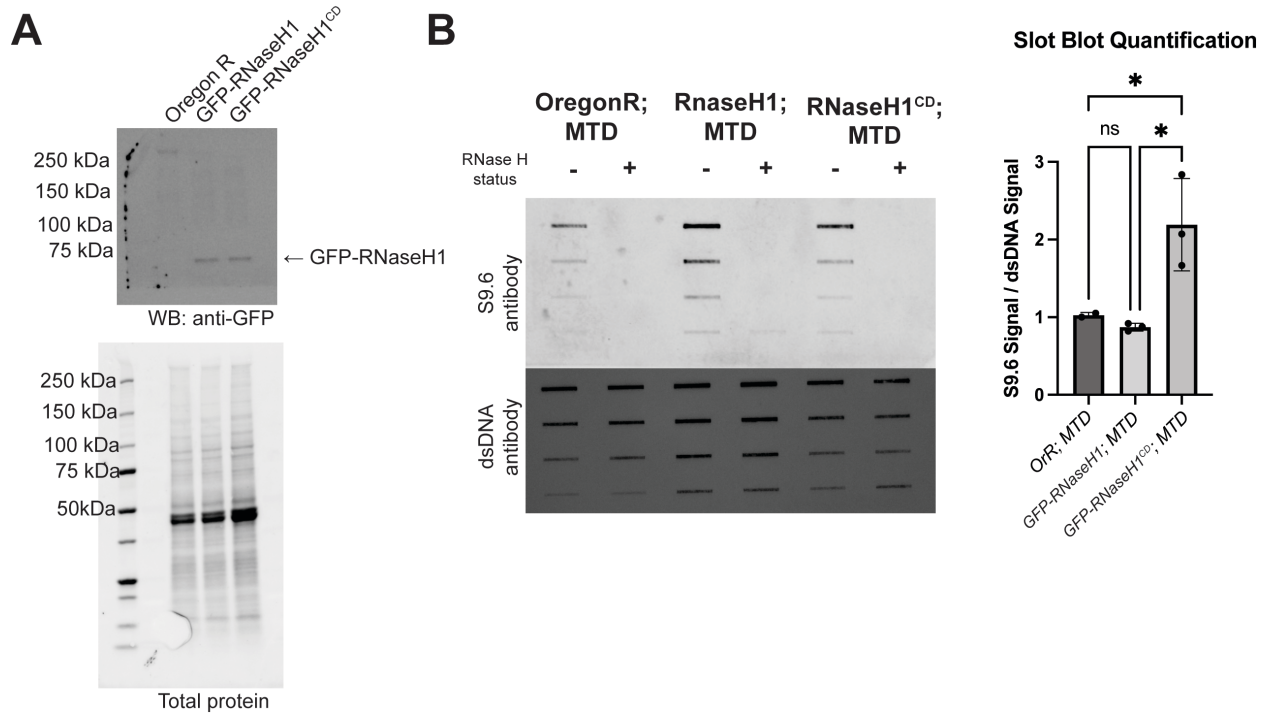 A
Oregon R
GFP-RNaseH1
GFP-RNaseH1CD
250 kDa
150 kDa
100 kDa
75 kDa
← GFP-RNaseH1
WB: anti-GFP
250 kDa
150 kDa
100 kDa
75 kDa
50kDa
Total protein
B
OregonR;
MTD
RnaseH1;
MTD
RNaseH1CD;
MTD
RNase H
status
- + - + - +
S9.6
antibody
dsDNA
antibody
Slot Blot Quantification
*
ns
*
S9.6 Signal / dsDNA Signal
3
2
1
0
OrR; MTD
GFP-RNaseH1; MTD
GFP-RNaseH1CD; MTD